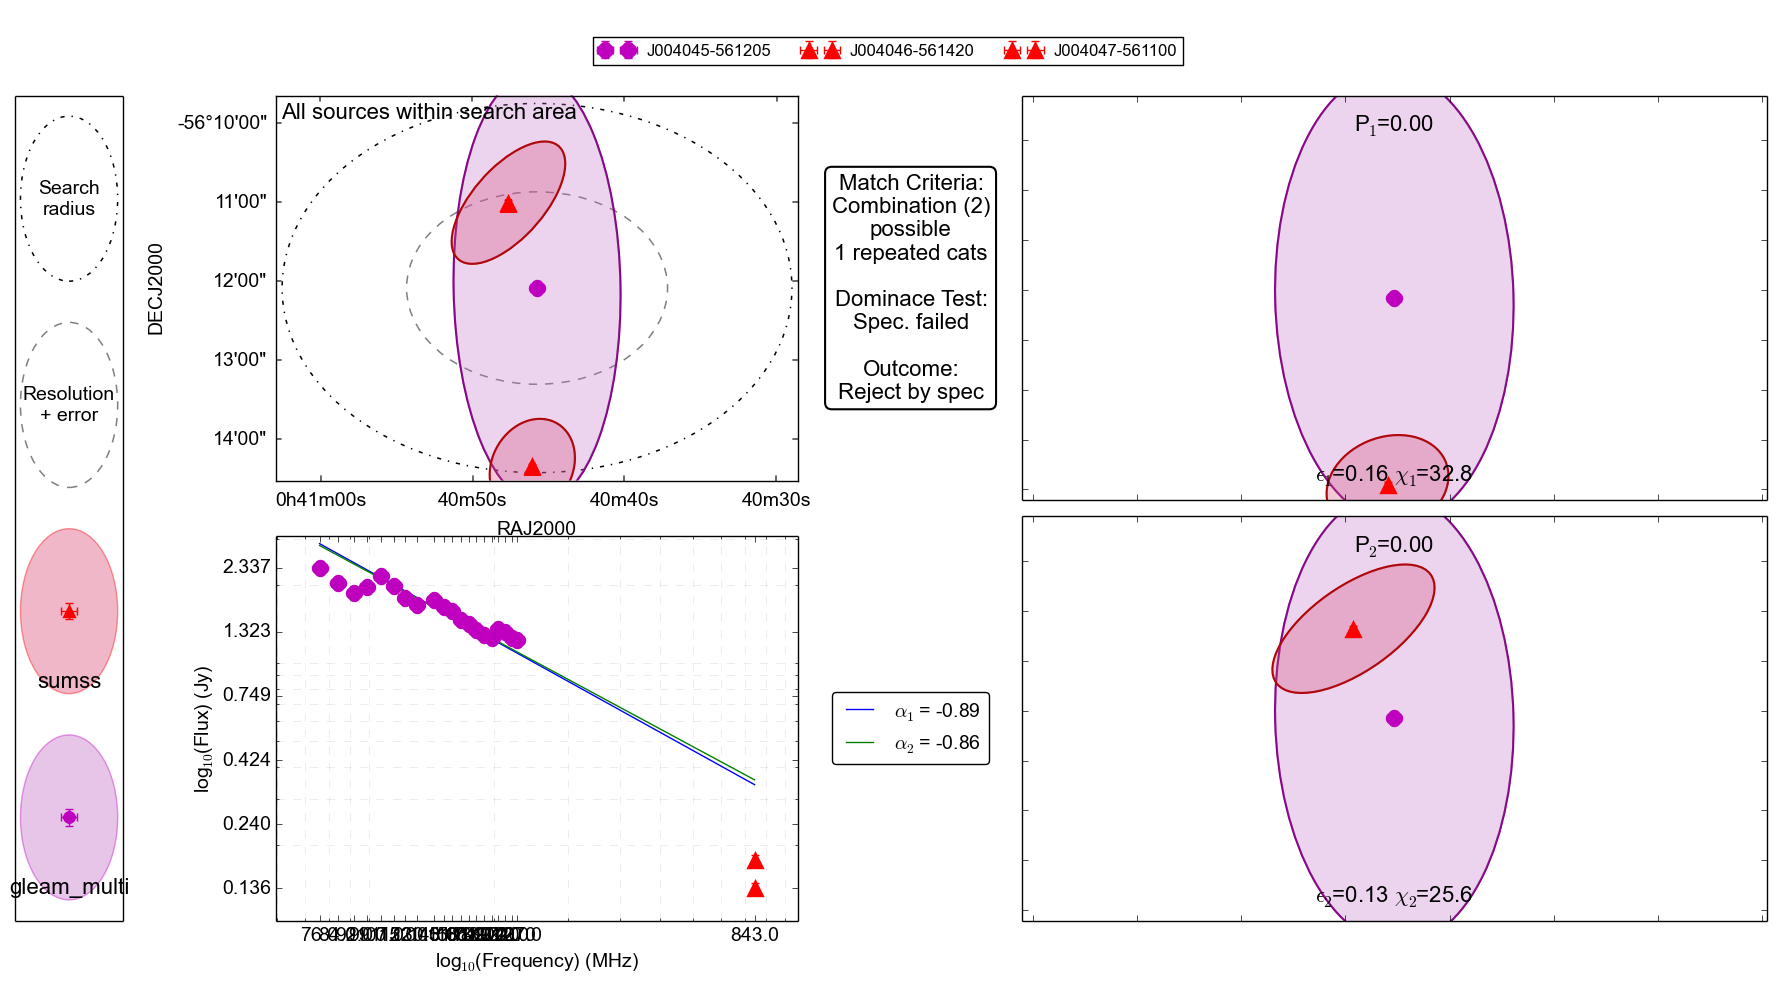 J004045-561205
J004046-561420
J004047-561100
Search
radius
Resolution
+ error
sumss
gleam_multi
All sources within search area
DECJ2000
-56°10'00"
11'00"
12'00"
13'00"
14'00"
0h41m00s
40m50s
40m40s
40m30s
RAJ2000
Match Criteria:
Combination (2)
possible
1 repeated cats
Dominace Test:
Spec. failed
Outcome:
Reject by spec
P₁=0.00
ϵ₁=0.16 χ₁=32.8
log₁₀(Flux) (Jy)
2.337
1.323
0.749
0.424
0.240
0.136
843.0
log₁₀(Frequency) (MHz)
α₁ = -0.89
α₂ = -0.86
P₂=0.00
ϵ₂=0.13 χ₂=25.6